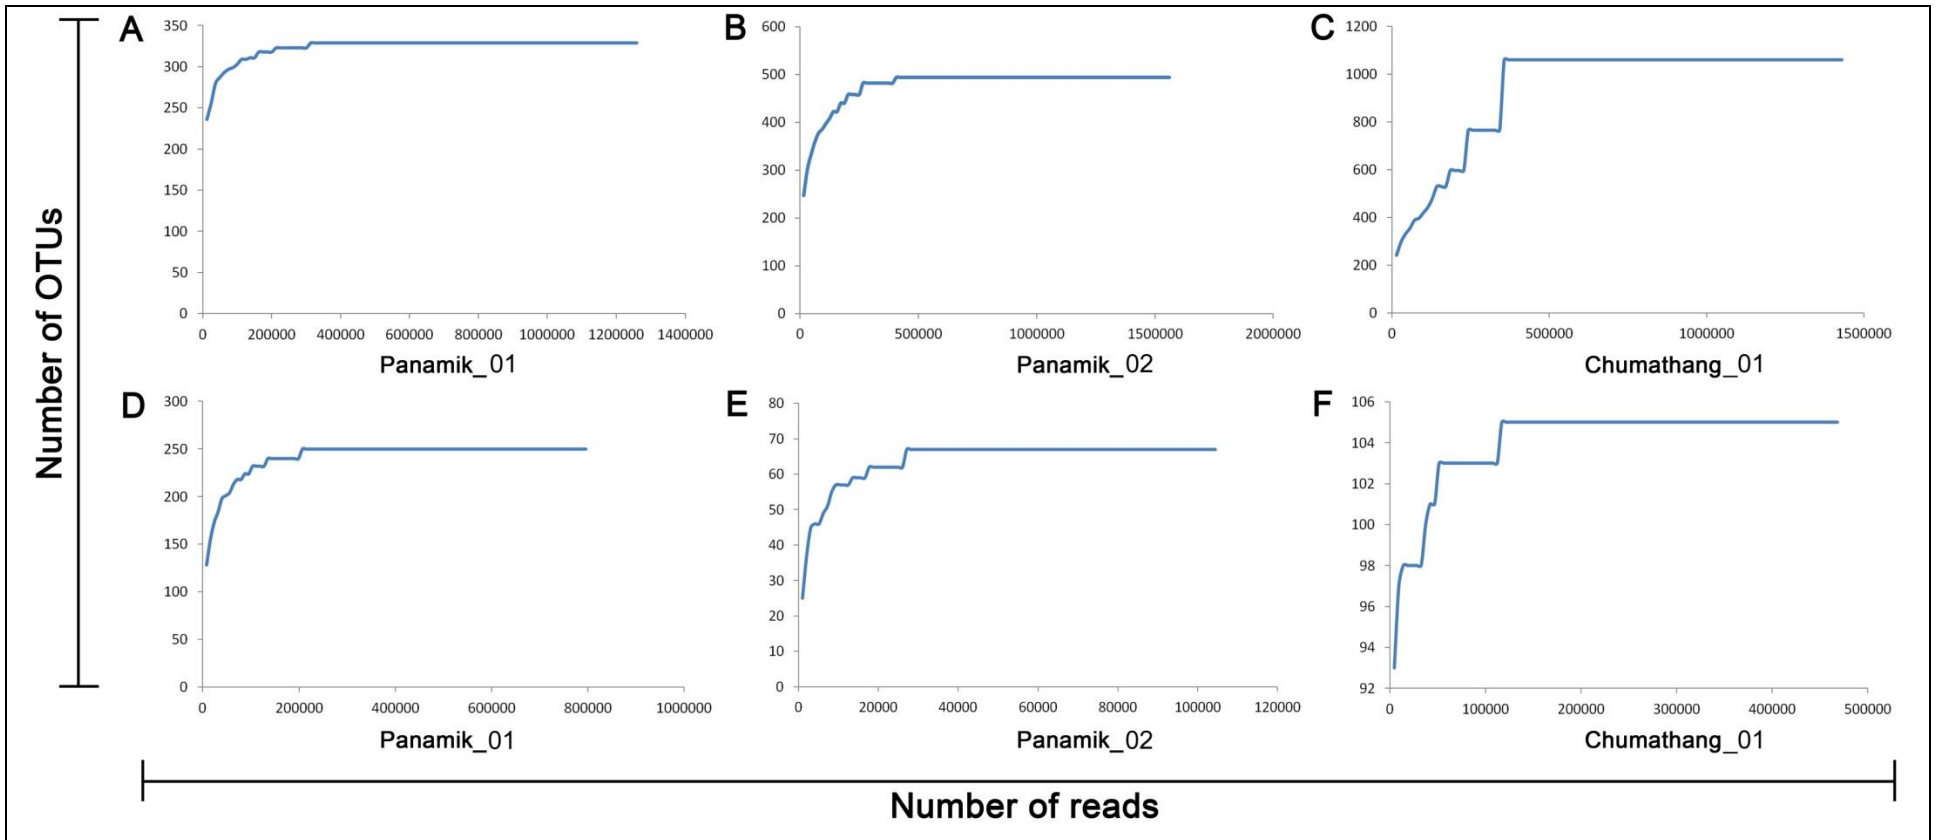 Number of OTUs
A
350
300
250
200
150
100
50
0
0 200000 400000 600000 800000 1000000 1200000 1400000
Panamik_01
B
600
500
400
300
200
100
0
0 500000 1000000 1500000 2000000
Panamik_02
C
1200
1000
800
600
400
200
0
0 500000 1000000 1500000
Chumathang_01
D
300
250
200
150
100
50
0
0 200000 400000 600000 800000 1000000
Panamik_01
E
80
70
60
50
40
30
20
10
0
0 20000 40000 60000 80000 100000 120000
Panamik_02
F
106
104
102
100
98
96
94
92
0 100000 200000 300000 400000 500000
Chumathang_01
Number of reads